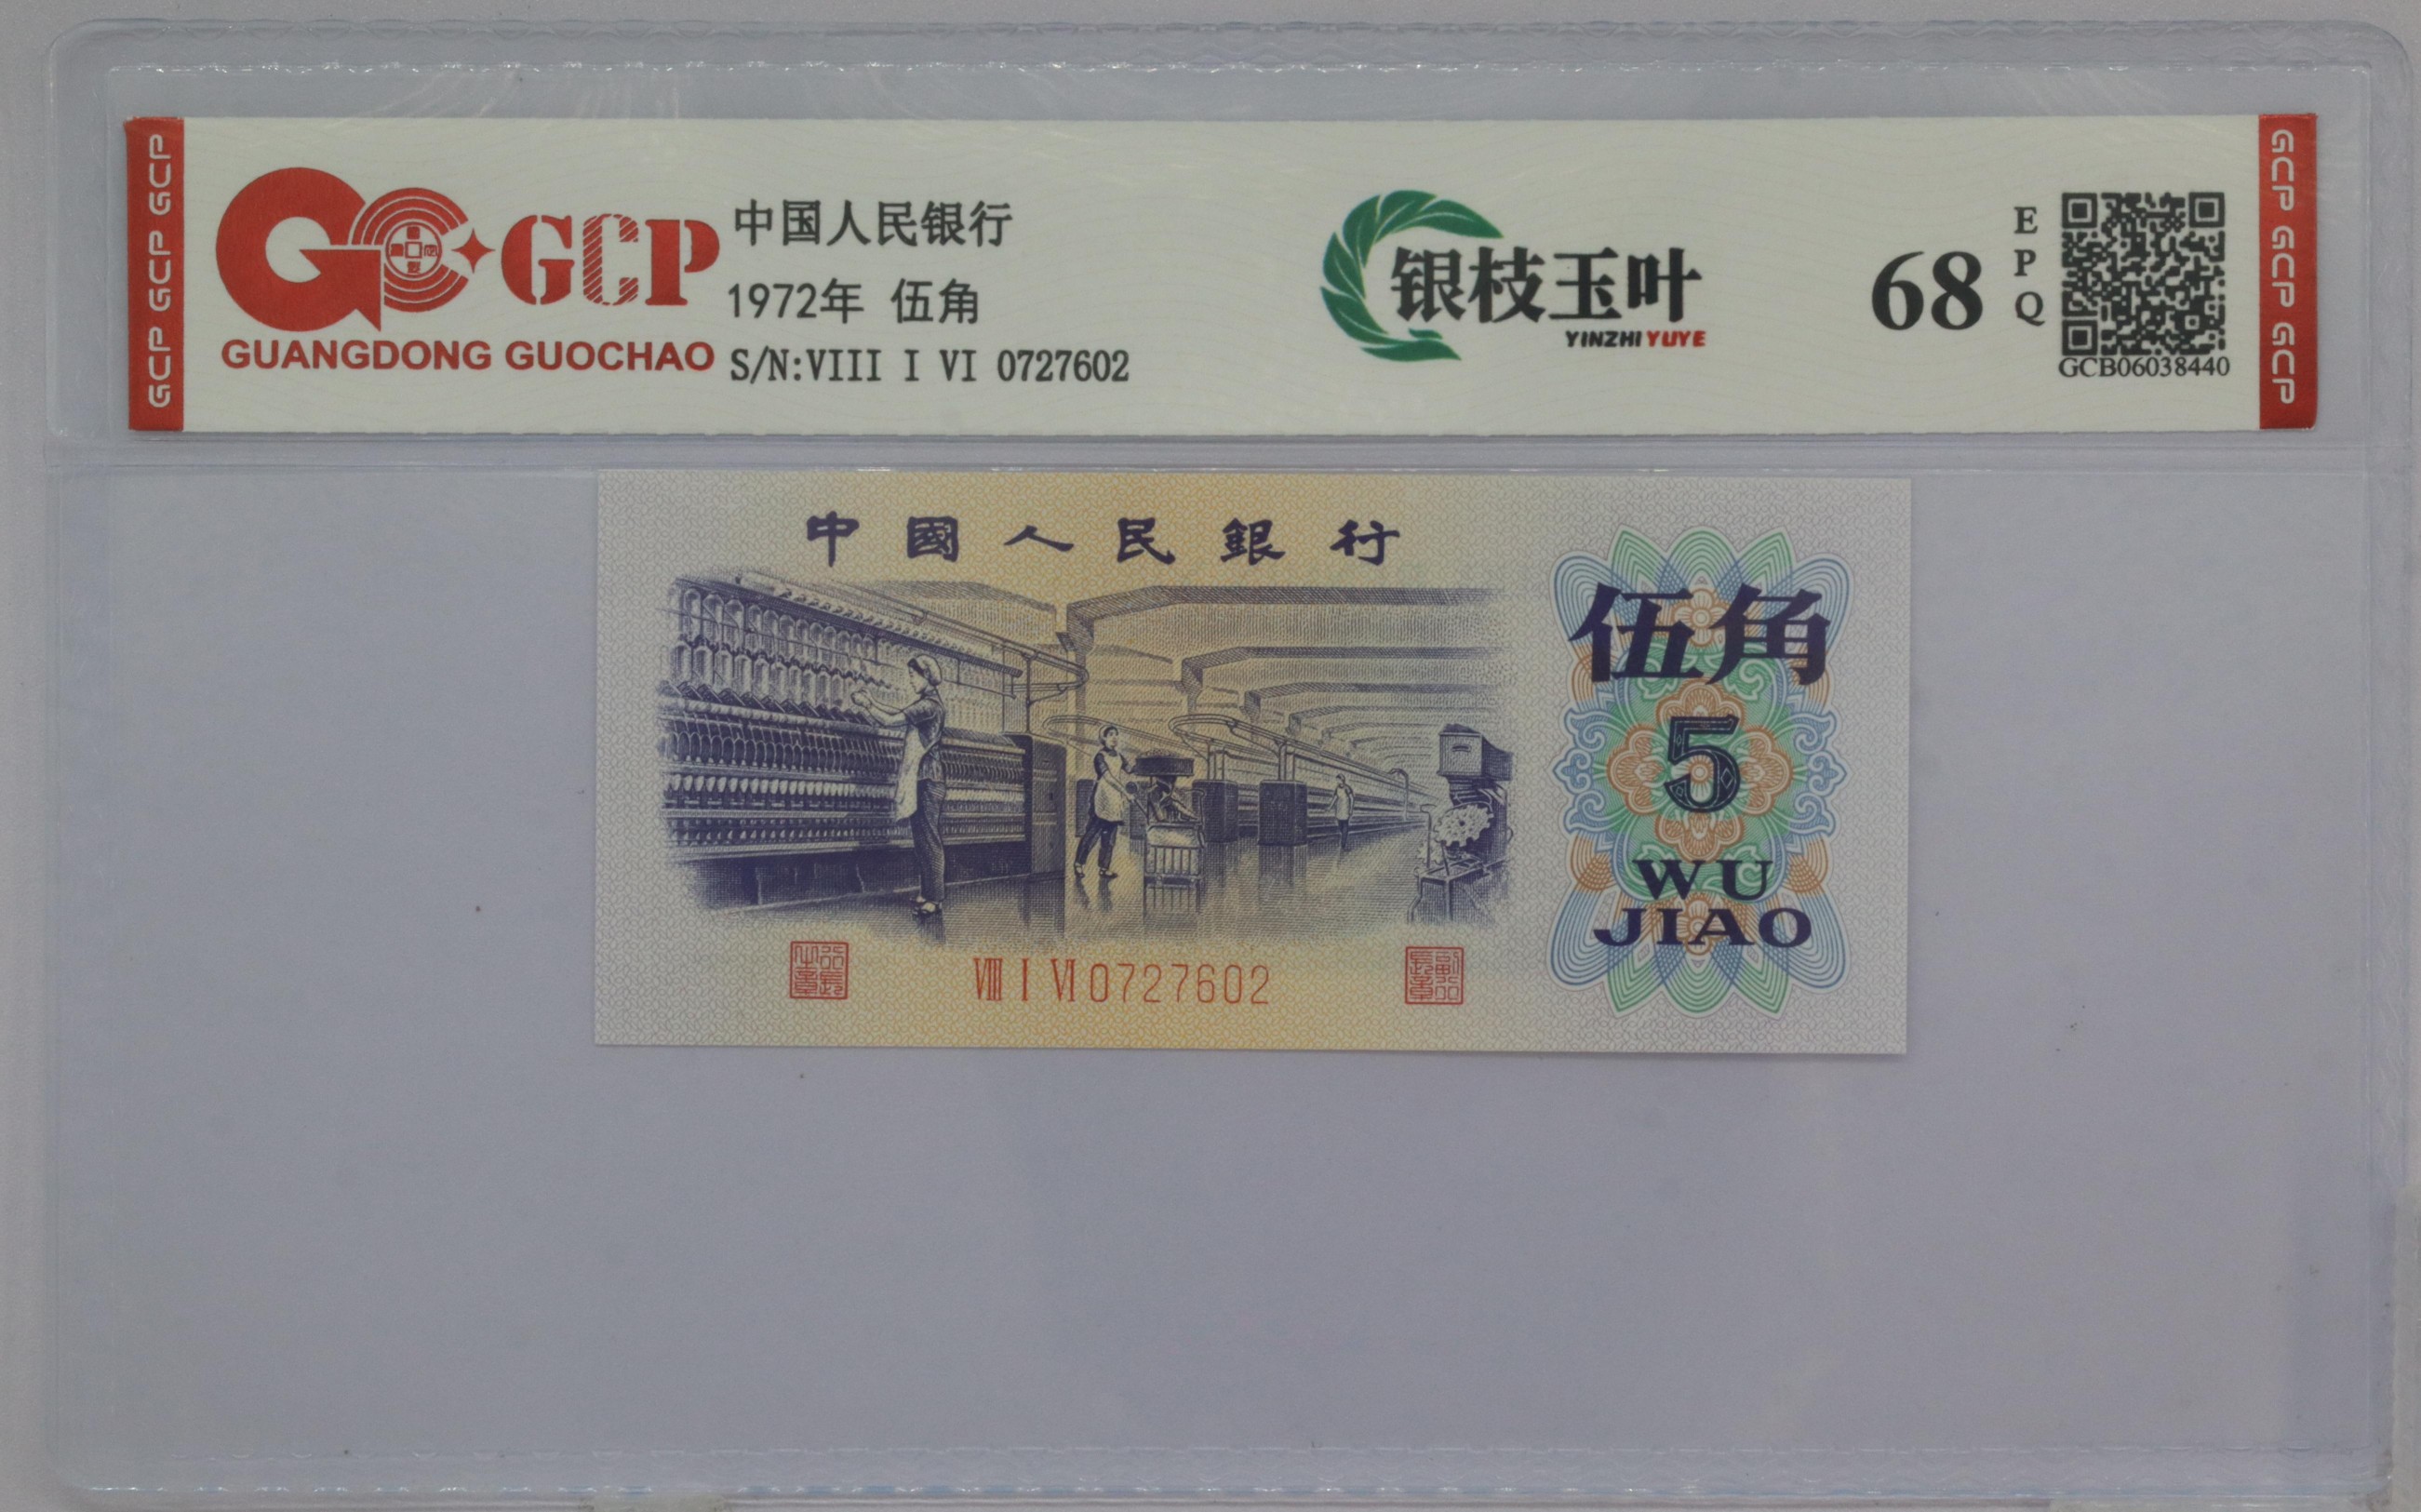 GCP GCP GCP
GCP
GUANGDONG GUOCHAO
中国人民银行
1972年 伍角
S/N:VIII I VI 0727602
银枝玉叶
YINZHI YUYE
68
EPQ
GCB06038440
GCP GCP GCP
中國人民銀行
伍角
5
WU
JIAO
VIII I VI 0727602